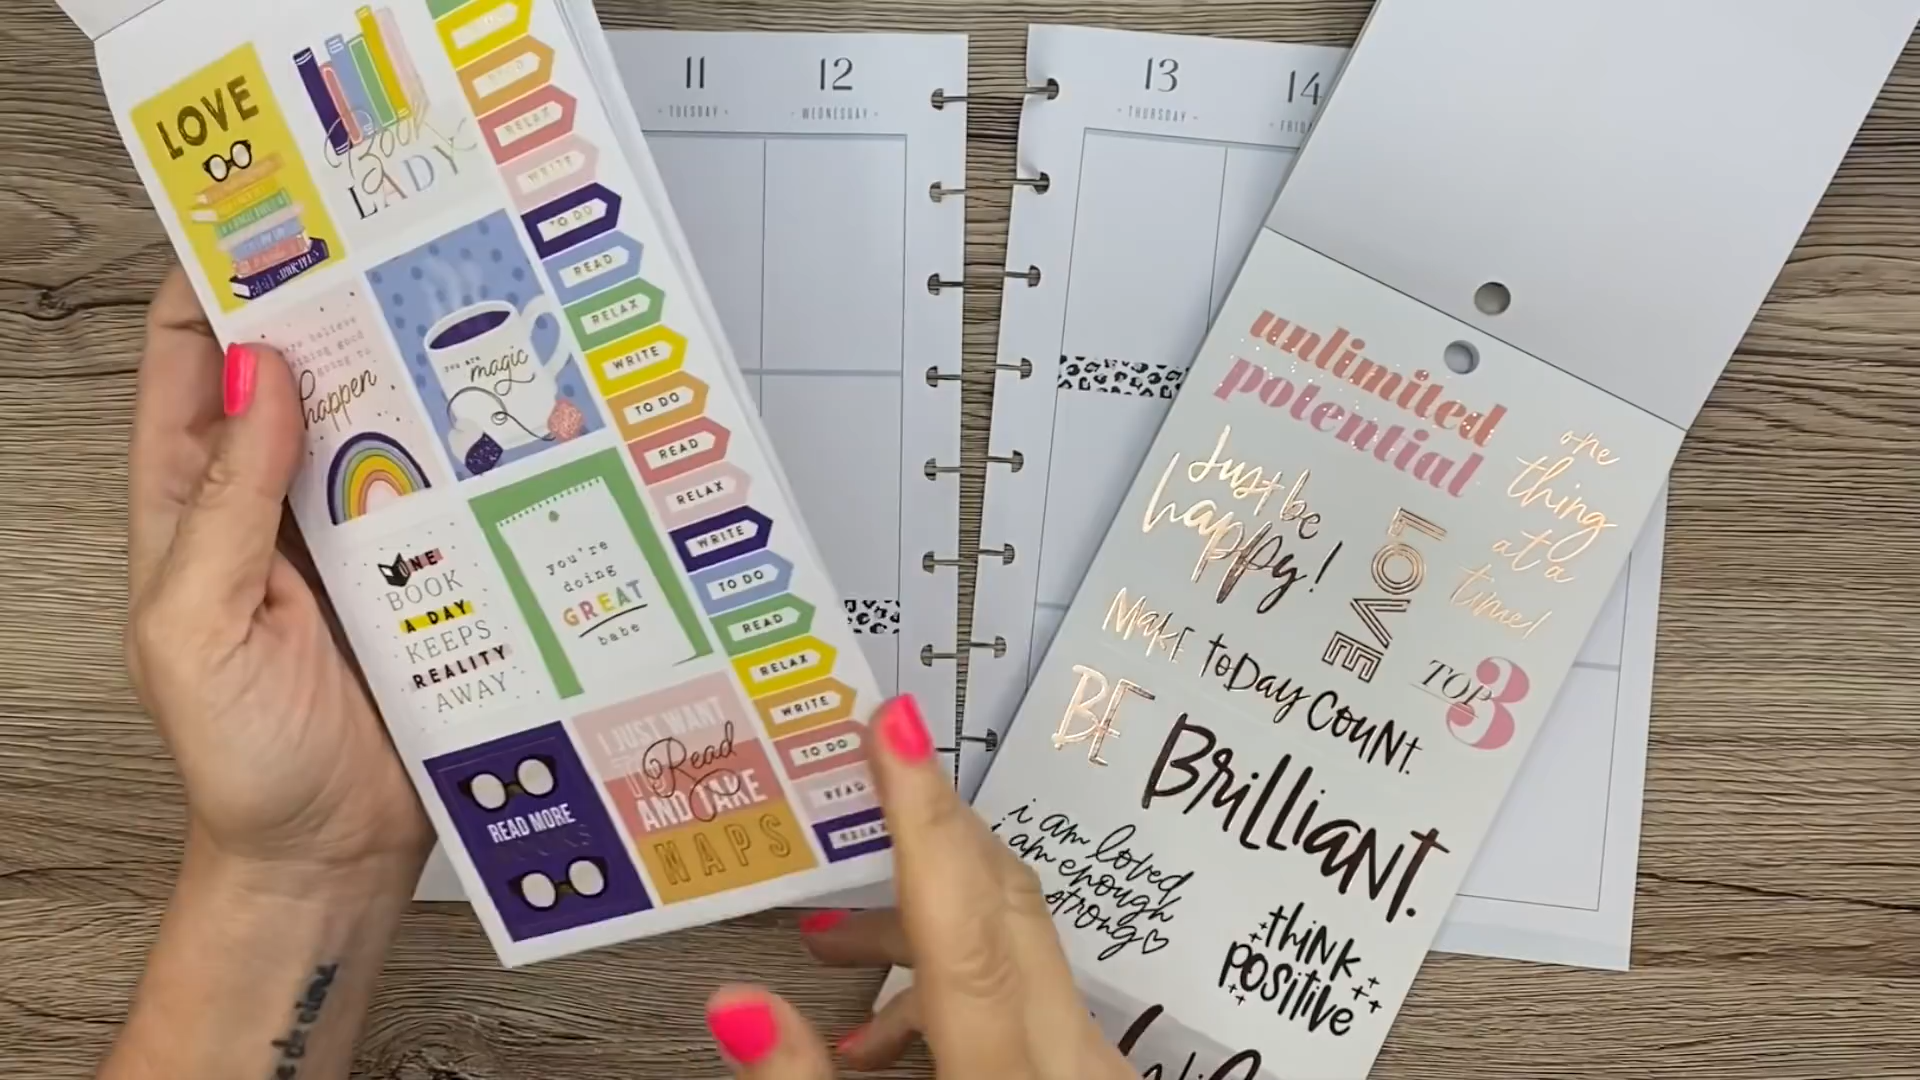 LOVE
Book
LADY
happen
you are
magic
ONE
BOOK
A DAY
KEEPS
REALITY
AWAY
you're
doing
GREAT
babe
READ MORE
I JUST WANT
TO Read
AND TAKE
NAPS
RELAX
WRITE
TO DO
READ
RELAX
WRITE
TO DO
READ
RELAX
WRITE
TO DO
READ
RELAX
WRITE
TO DO
READ
RELAX
11
TUESDAY
12
WEDNESDAY
13
THURSDAY
14
unlimited
potential
Just be
happy!
LOVE
one
thing
at a
time!
MAKE TODAY COUNT.
TOP 3
BE
BRILLIANT.
i am loved
i am enough
strong
THINK
POSITIVE